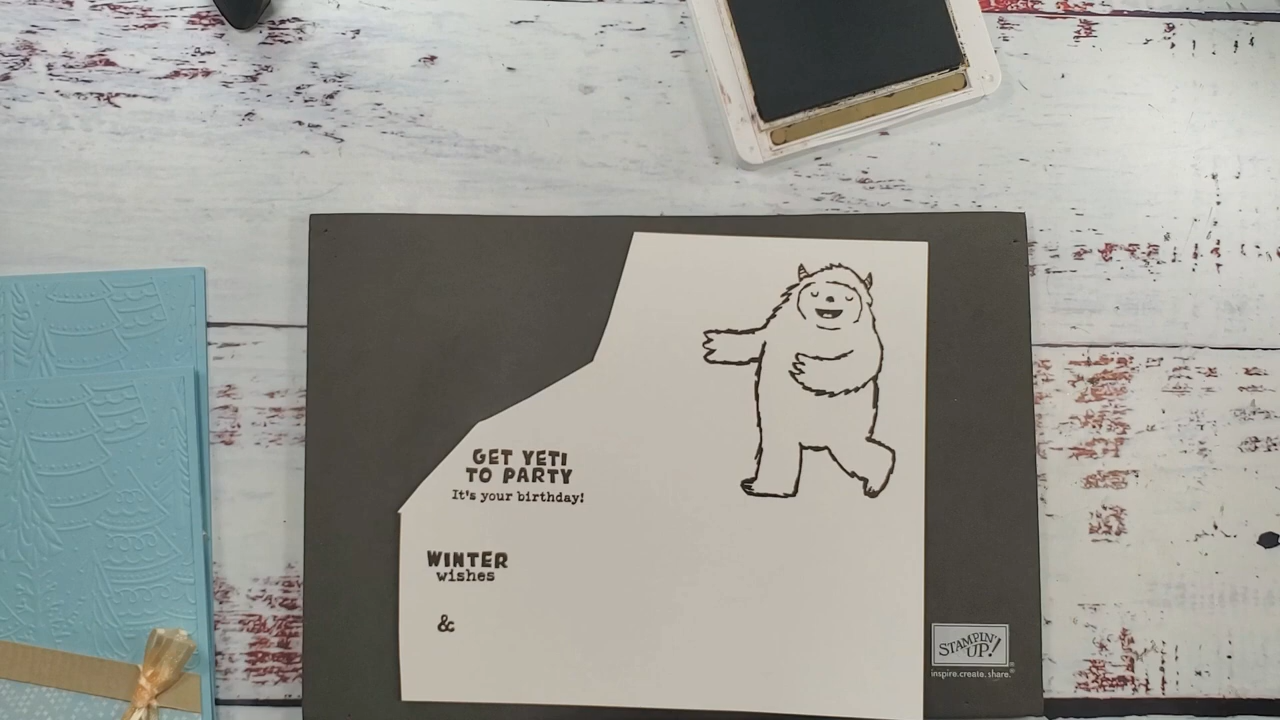 GET YETI
TO PARTY
It's your birthday!
WINTER
wishes
&
STAMPIN'
UP!®
inspire.create.share.®